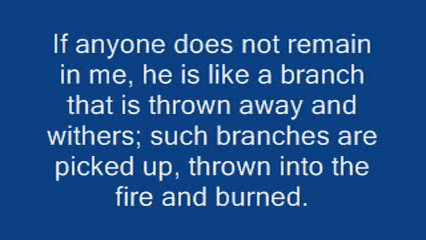 If anyone does not remain
in me, he is like a branch
that is thrown away and
withers; such branches are
picked up, thrown into the
fire and burned.